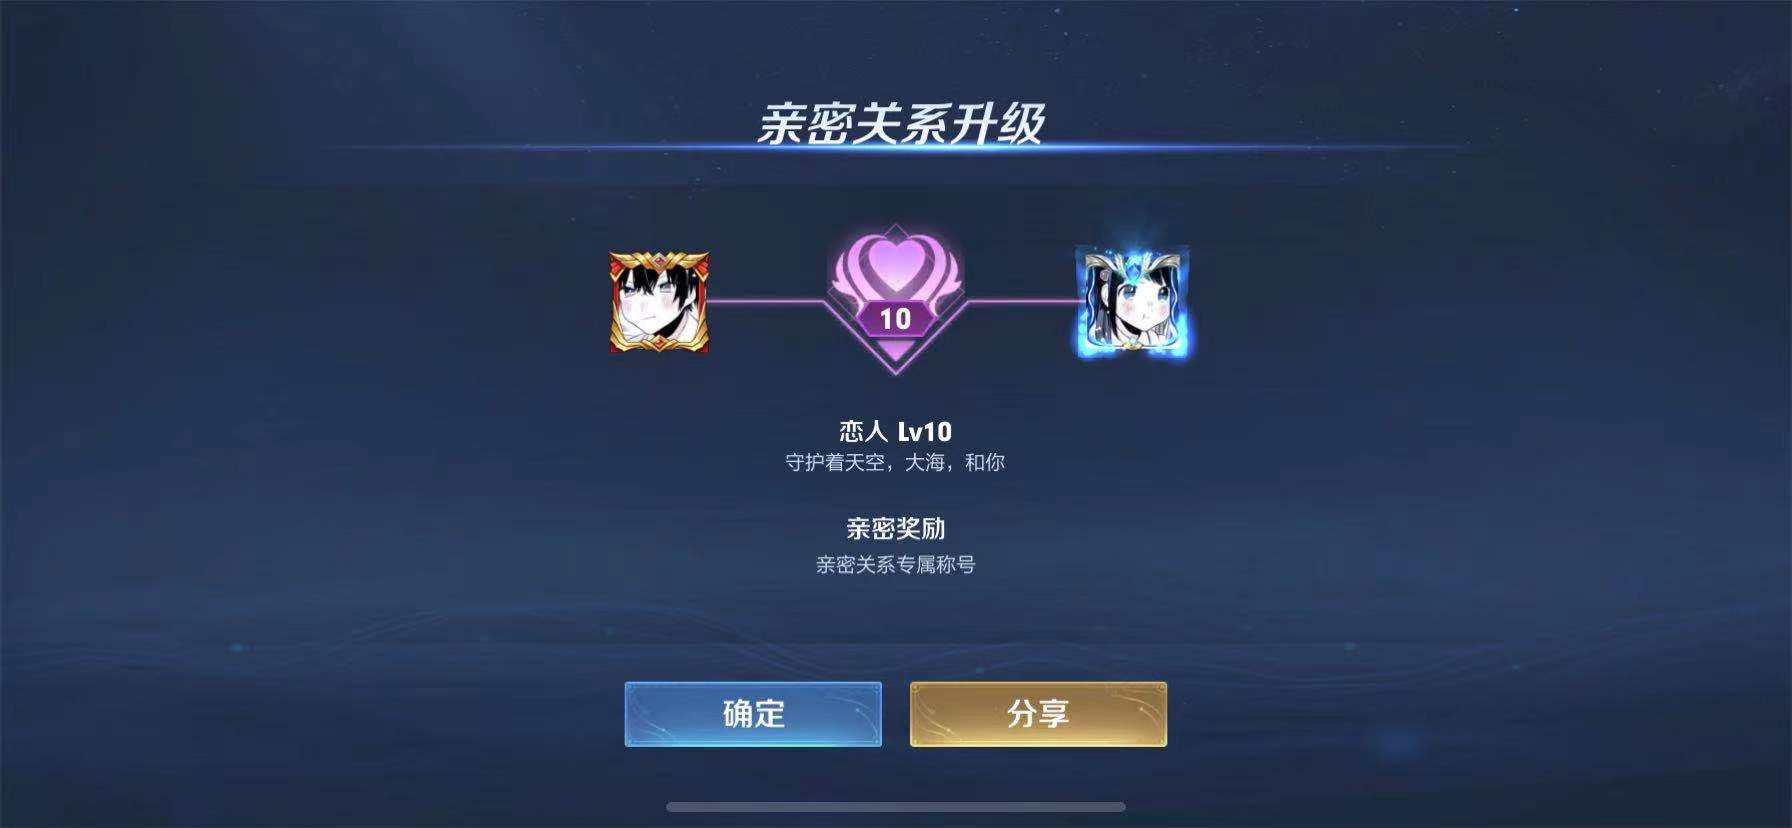 亲密关系升级
10
恋人 Lv10
守护着天空，大海，和你
亲密奖励
亲密关系专属称号
确定
分享